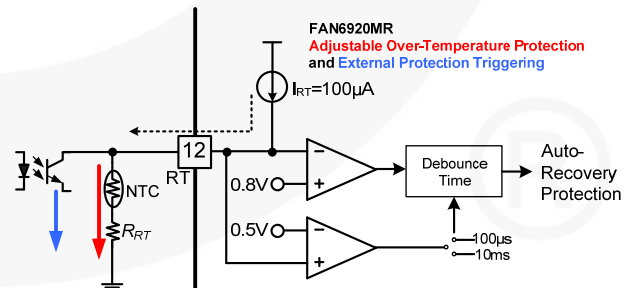 FAN6920MR
Adjustable Over-Temperature Protection
and External Protection Triggering
IRT=100µA
12
RT
NTC
RRT
0.8V
−
+
0.5V
−
+
Debounce
Time
Auto-
Recovery
Protection
100µs
10ms
R